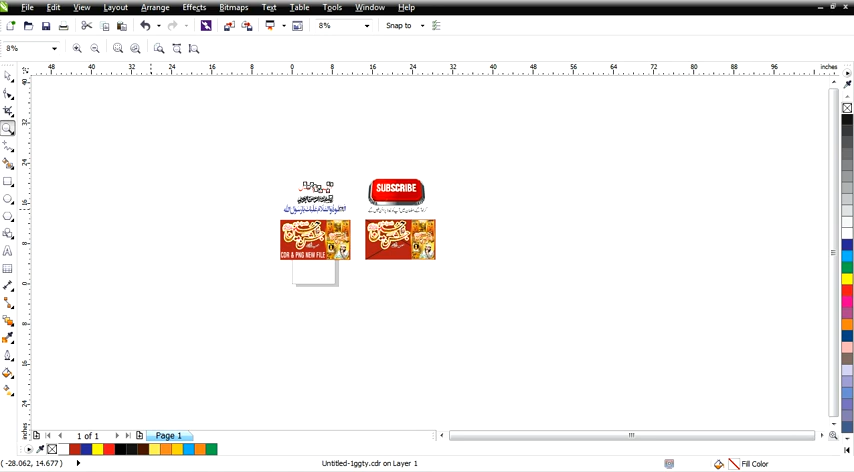 File Edit View Layout Arrange Effects Bitmaps Text Table Tools Window Help
8% Snap to
8%
48 40 32 24 16 8 0 8 16 24 32 40 48 56 64 72 80 88 96 inches
SUBSCRIBE
CDR & PNG NEW FILE
1 of 1 Page 1
( -28.062, 14.677 ) Untitled-1ggty.cdr on Layer 1 Fill Color